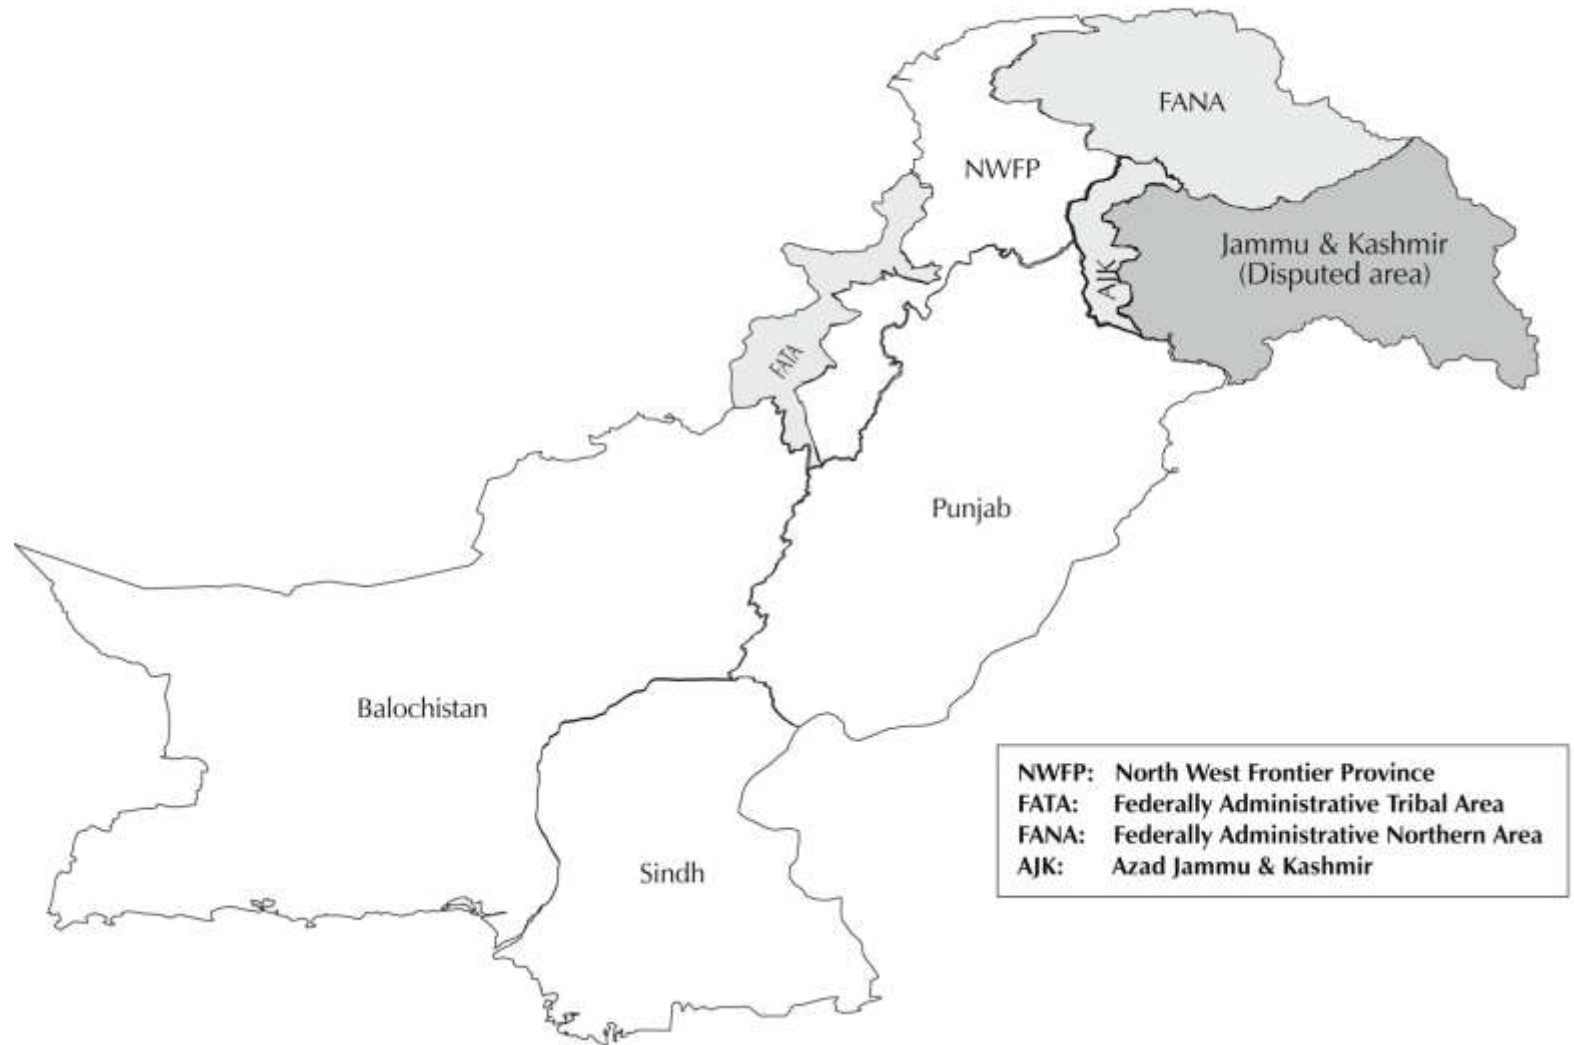 FANA
NWFP
Jammu & Kashmir
(Disputed area)
AJK
FATA
Punjab
Balochistan
Sindh
NWFP: North West Frontier Province
FATA: Federally Administrative Tribal Area
FANA: Federally Administrative Northern Area
AJK: Azad Jammu & Kashmir